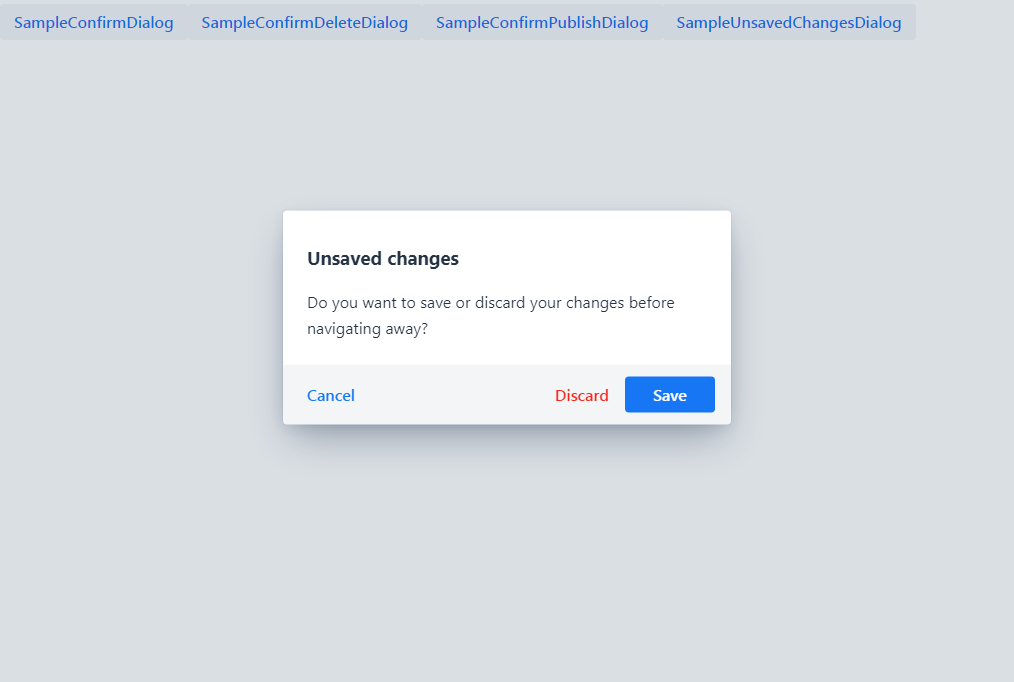 SampleConfirmDialog SampleConfirmDeleteDialog SampleConfirmPublishDialog SampleUnsavedChangesDialog
Unsaved changes
Do you want to save or discard your changes before
navigating away?
Cancel Discard Save